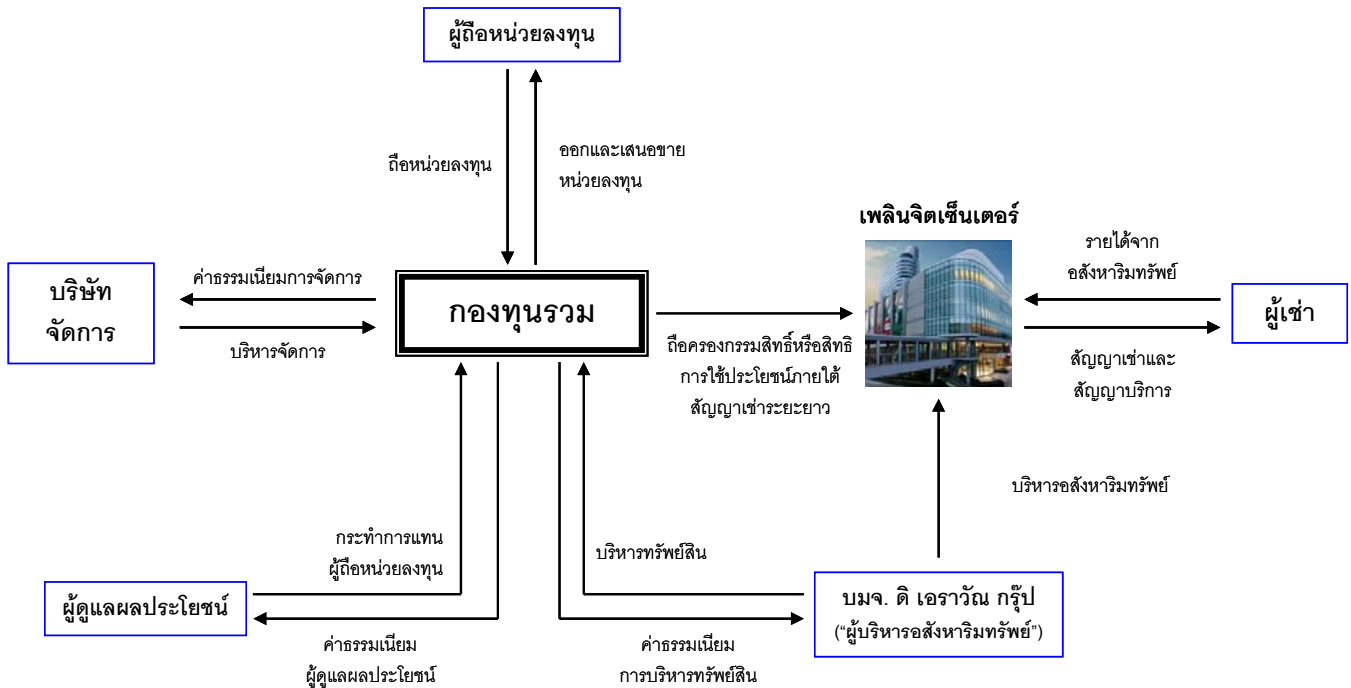 ผู้ถือหน่วยลงทุน
ถือหน่วยลงทุน
ออกและเสนอขาย
หน่วยลงทุน
เพลินจิตเซ็นเตอร์
รายได้จาก
อสังหาริมทรัพย์
บริษัท
จัดการ
ค่าธรรมเนียมการจัดการ
บริหารจัดการ
กองทุนรวม
ถือครองกรรมสิทธิ์หรือสิทธิ
การใช้ประโยชน์ภายใต้
สัญญาเช่าระยะยาว
ผู้เช่า
สัญญาเช่าและ
สัญญาบริการ
บริหารอสังหาริมทรัพย์
กระทำการแทน
ผู้ถือหน่วยลงทุน
บริหารทรัพย์สิน
ผู้ดูแลผลประโยชน์
บมจ. ดิ เอราวัณ กรุ๊ป
(“ผู้บริหารอสังหาริมทรัพย์”)
ค่าธรรมเนียม
ผู้ดูแลผลประโยชน์
ค่าธรรมเนียม
การบริหารทรัพย์สิน